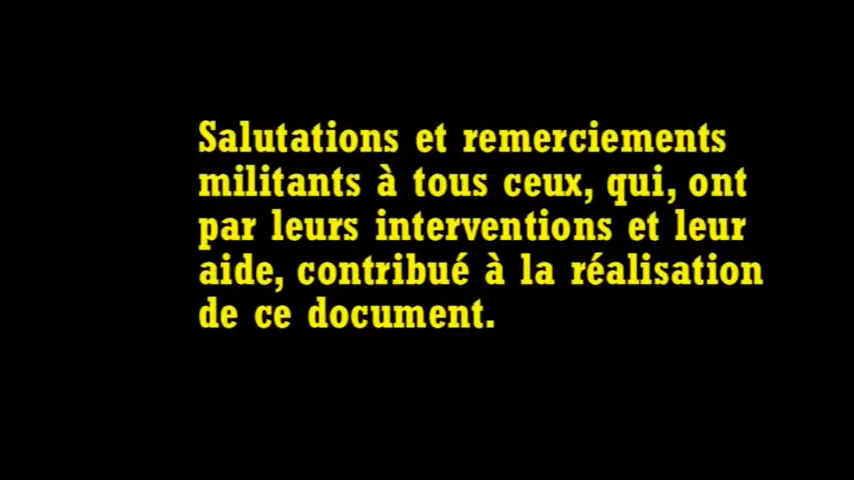 Salutations et remerciements
militants à tous ceux, qui, ont
par leurs interventions et leur
aide, contribué à la réalisation
de ce document.